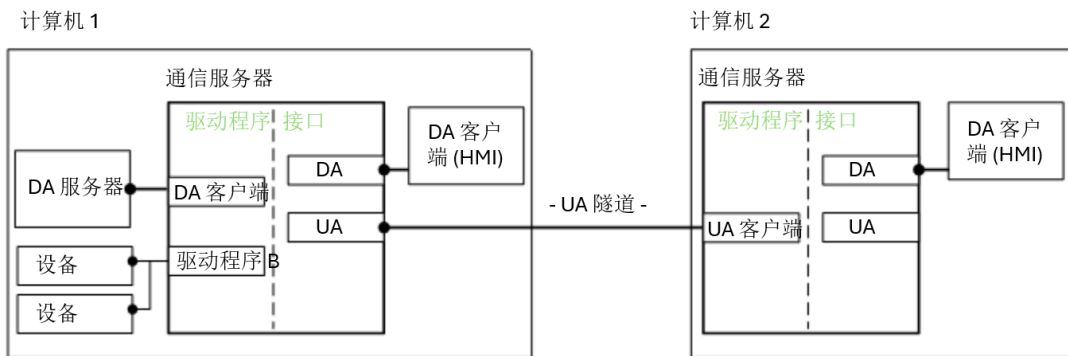 计算机 1
计算机 2
通信服务器
通信服务器
驱动程序
接口
DA 客户
端 (HMI)
驱动程序
接口
DA 客户
端 (HMI)
DA
DA
DA 服务器
DA 客户端
- UA 隧道 -
UA
UA 客户端
UA
设备
驱动程序 B
设备